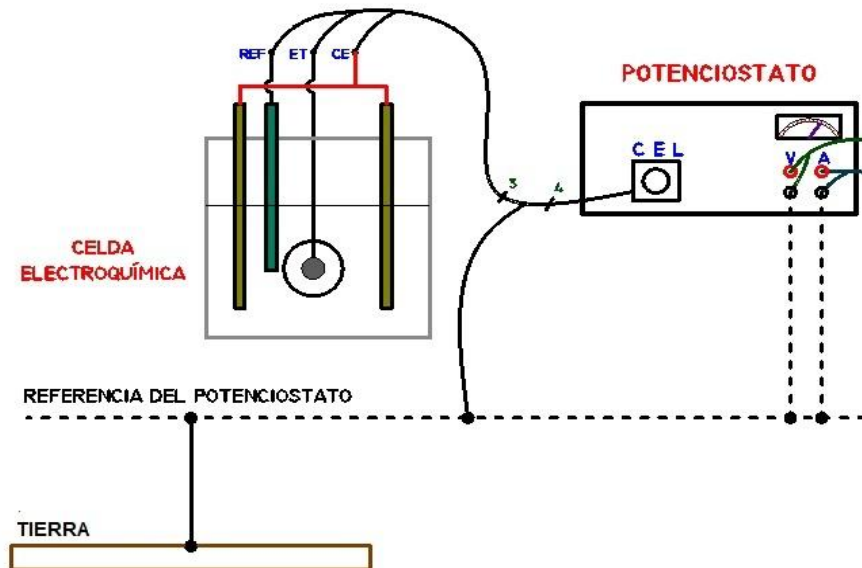 REF ET CE
POTENCIOSTATO
CEL
V A
3 4
CELDA
ELECTROQUÍMICA
REFERENCIA DEL POTENCIOSTATO
TIERRA